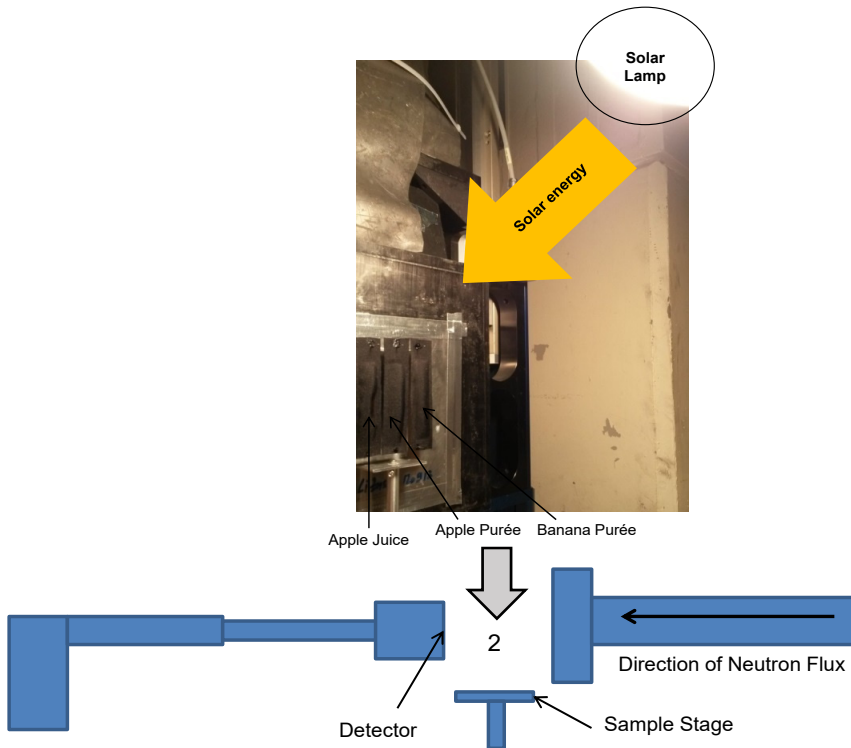 Solar
Lamp
Solar energy
Apple Juice
Apple Purée
Banana Purée
2
Direction of Neutron Flux
Detector
Sample Stage